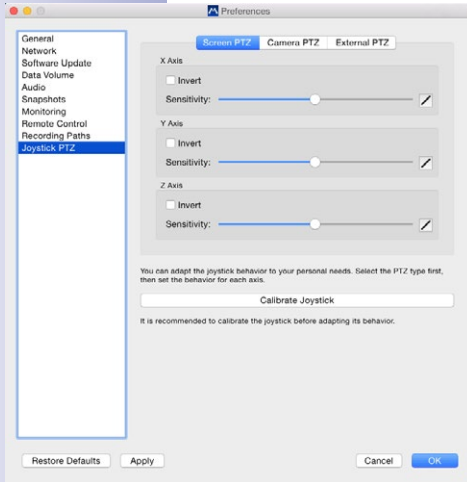 Preferences
General
Network
Software Update
Data Volume
Audio
Snapshots
Monitoring
Remote Control
Recording Paths
Joystick PTZ
Screen PTZ Camera PTZ External PTZ
X Axis
Invert
Sensitivity:
Y Axis
Invert
Sensitivity:
Z Axis
Invert
Sensitivity:
You can adapt the joystick behavior to your personal needs. Select the PTZ type first,
then set the behavior for each axis.
Calibrate Joystick
It is recommended to calibrate the joystick before adapting its behavior.
Restore Defaults Apply Cancel OK